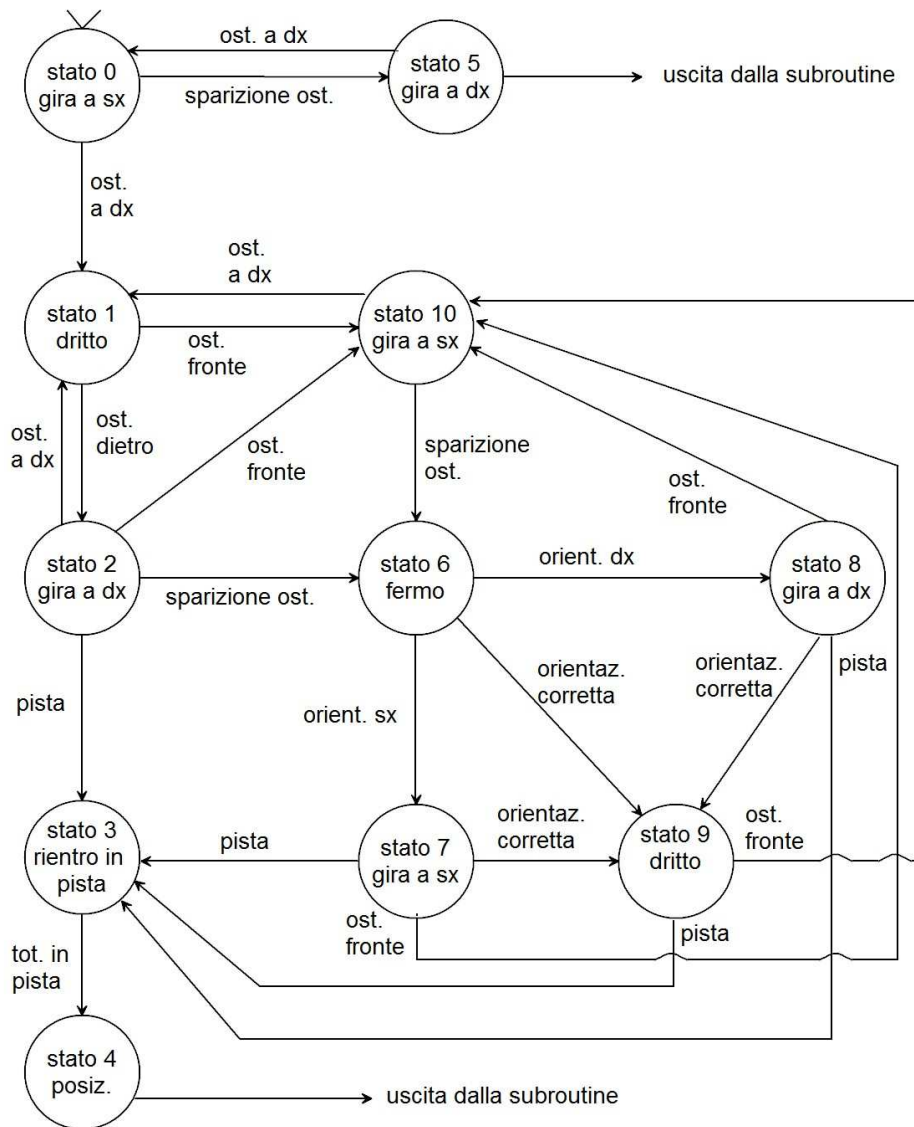 ost. a dx
stato 0
gira a sx
sparizione ost.
stato 5
gira a dx
uscita dalla subroutine
ost.
a dx
ost.
a dx
stato 1
dritto
ost.
fronte
stato 10
gira a sx
ost.
a dx
ost.
dietro
ost.
fronte
sparizione
ost.
ost.
fronte
stato 2
gira a dx
sparizione ost.
stato 6
fermo
orient. dx
stato 8
gira a dx
pista
orient. sx
orientaz.
corretta
orientaz.
corretta
pista
stato 3
rientro in
pista
pista
stato 7
gira a sx
orientaz.
corretta
stato 9
dritto
ost.
fronte
ost.
fronte
pista
tot. in
pista
stato 4
posiz.
uscita dalla subroutine